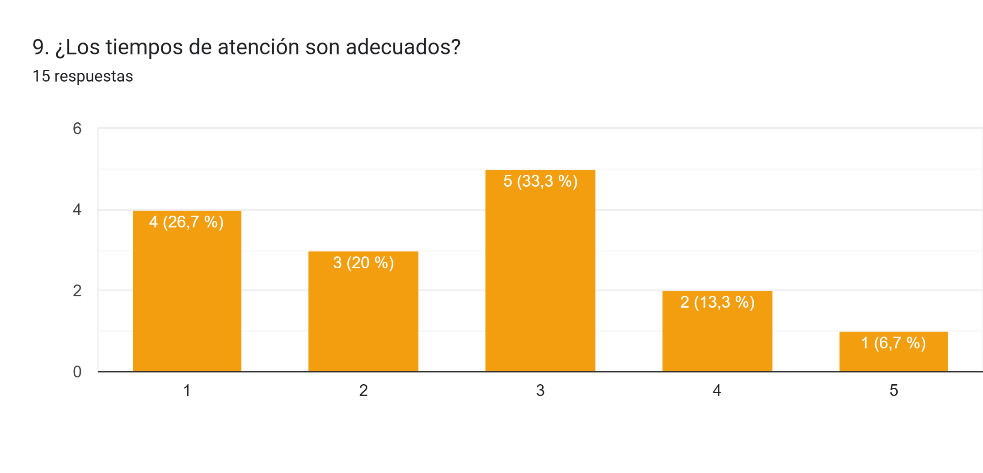 9. ¿Los tiempos de atención son adecuados?
15 respuestas
6
4
2
0
4 (26,7 %)
3 (20 %)
5 (33,3 %)
2 (13,3 %)
1 (6,7 %)
1 2 3 4 5